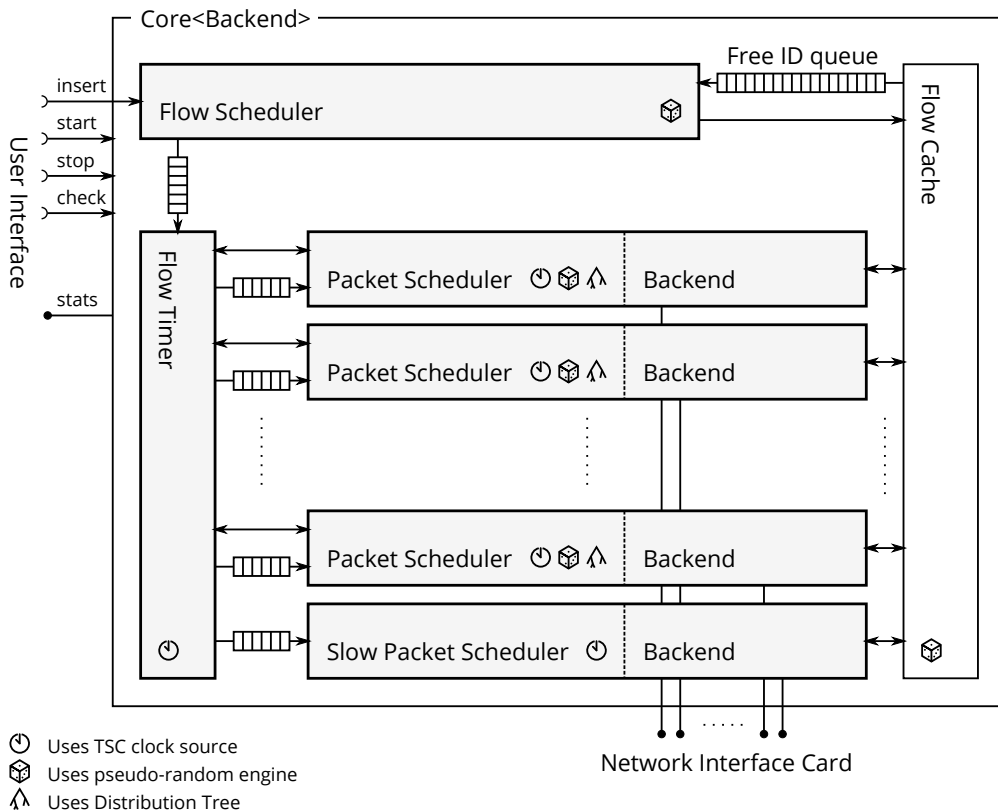 Core<Backend>
Free ID queue
insert
Flow Scheduler
Flow Cache
start
stop
check
User Interface
stats
Flow Timer
Packet Scheduler
Backend
Packet Scheduler
Backend
Packet Scheduler
Backend
Slow Packet Scheduler
Backend
Network Interface Card
Uses TSC clock source
Uses pseudo-random engine
Uses Distribution Tree